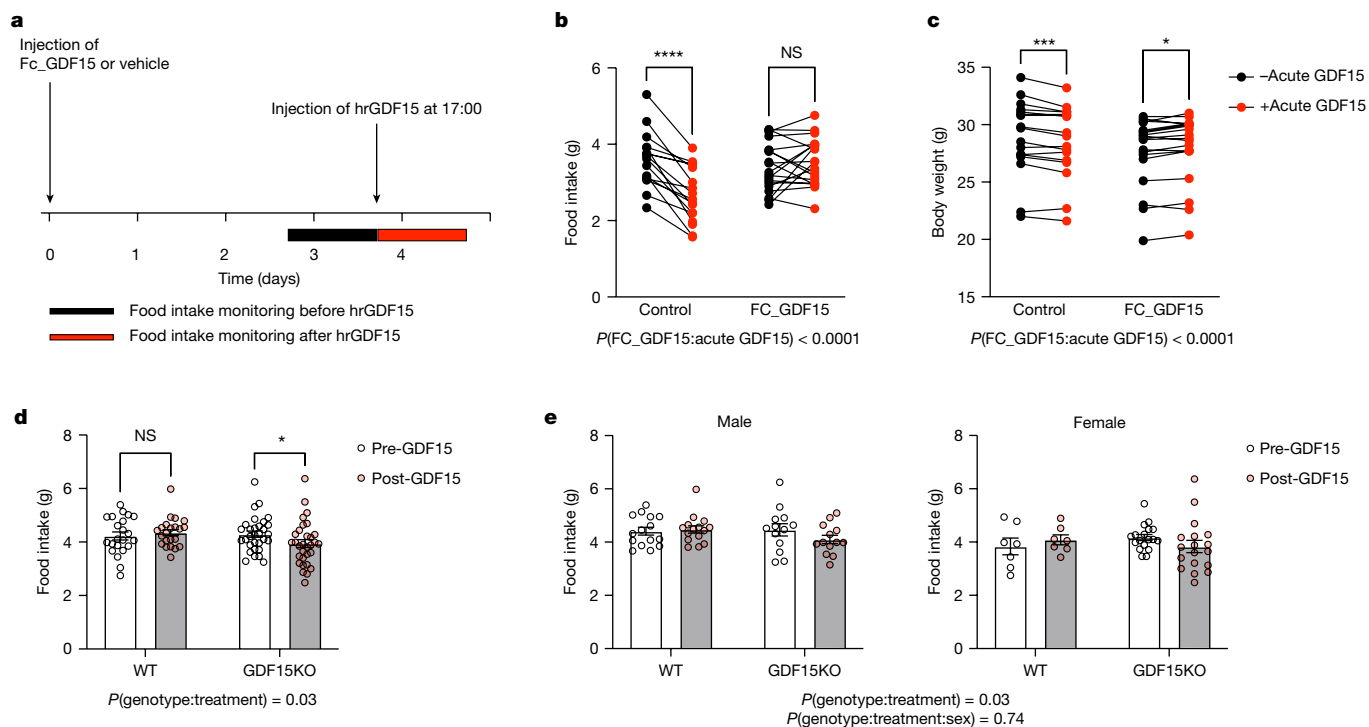 a
Injection of
Fc_GDF15 or vehicle
Injection of hrGDF15 at 17:00
0
1
2
3
4
Time (days)
Food intake monitoring before hrGDF15
Food intake monitoring after hrGDF15
b
****
NS
6
4
2
0
Food intake (g)
Control
FC_GDF15
P(FC_GDF15:acute GDF15) < 0.0001
c
***
*
35
30
25
20
15
Body weight (g)
Control
FC_GDF15
P(FC_GDF15:acute GDF15) < 0.0001
–Acute GDF15
+Acute GDF15
d
NS
*
8
6
4
2
0
Food intake (g)
WT
GDF15KO
P(genotype:treatment) = 0.03
Pre-GDF15
Post-GDF15
e
Male
8
6
4
2
0
Food intake (g)
WT
GDF15KO
Female
8
6
4
2
0
Food intake (g)
WT
GDF15KO
Pre-GDF15
Post-GDF15
P(genotype:treatment) = 0.03
P(genotype:treatment:sex) = 0.74